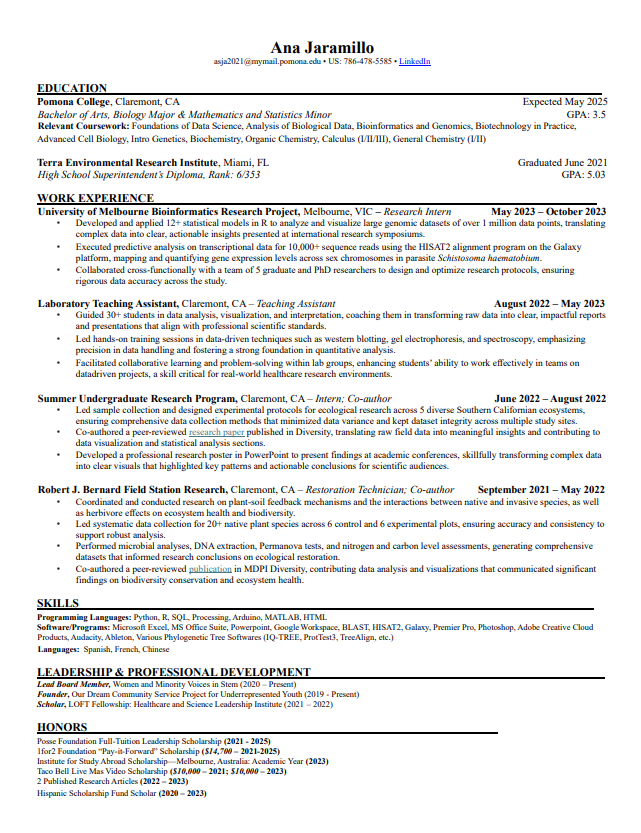 Ana Jaramillo
asja2021@mymail.pomona.edu • US: 786-478-5585 • LinkedIn
EDUCATION
Pomona College, Claremont, CA Expected May 2025
Bachelor of Arts, Biology Major & Mathematics and Statistics Minor GPA: 3.5
Relevant Coursework: Foundations of Data Science, Analysis of Biological Data, Bioinformatics and Genomics, Biotechnology in Practice,
Advanced Cell Biology, Intro Genetics, Biochemistry, Organic Chemistry, Calculus (I/II/III), General Chemistry (I/II)
Terra Environmental Research Institute, Miami, FL Graduated June 2021
High School Superintendent's Diploma, Rank: 6/353 GPA: 5.03
WORK EXPERIENCE
University of Melbourne Bioinformatics Research Project, Melbourne, VIC – Research Intern May 2023 – October 2023
• Developed and applied 12+ statistical models in R to analyze and visualize large genomic datasets of over 1 million data points, translating
complex data into clear, actionable insights presented at international research symposiums.
• Executed predictive analysis on transcriptional data for 10,000+ sequence reads using the HISAT2 alignment program on the Galaxy
platform, mapping and quantifying gene expression levels across sex chromosomes in parasite Schistosoma haematobium.
• Collaborated cross-functionally with a team of 5 graduate and PhD researchers to design and optimize research protocols, ensuring
rigorous data accuracy across the study.
Laboratory Teaching Assistant, Claremont, CA – Teaching Assistant August 2022 – May 2023
• Guided 30+ students in data analysis, visualization, and interpretation, coaching them in transforming raw data into clear, impactful reports
and presentations that align with professional scientific standards.
• Led hands-on training sessions in data-driven techniques such as western blotting, gel electrophoresis, and spectroscopy, emphasizing
precision in data handling and fostering a strong foundation in quantitative analysis.
• Facilitated collaborative learning and problem-solving within lab groups, enhancing students' ability to work effectively in teams on
datadriven projects, a skill critical for real-world healthcare research environments.
Summer Undergraduate Research Program, Claremont, CA – Intern; Co-author June 2022 – August 2022
• Led sample collection and designed experimental protocols for ecological research across 5 diverse Southern Californian ecosystems,
ensuring comprehensive data collection methods that minimized data variance and kept dataset integrity across multiple study sites.
• Co-authored a peer-reviewed research paper published in Diversity, translating raw field data into meaningful insights and contributing to
data visualization and statistical analysis sections.
• Developed a professional research poster in PowerPoint to present findings at academic conferences, skillfully transforming complex data
into clear visuals that highlighted key patterns and actionable conclusions for scientific audiences.
Robert J. Bernard Field Station Research, Claremont, CA – Restoration Technician; Co-author September 2021 – May 2022
• Coordinated and conducted research on plant-soil feedback mechanisms and the interactions between native and invasive species, as well
as herbivore effects on ecosystem health and biodiversity.
• Led systematic data collection for 20+ native plant species across 6 control and 6 experimental plots, ensuring accuracy and consistency to
support robust analysis.
• Performed microbial analyses, DNA extraction, Permanova tests, and nitrogen and carbon level assessments, generating comprehensive
datasets that informed research conclusions on ecological restoration.
• Co-authored a peer-reviewed publication in MDPI Diversity, contributing data analysis and visualizations that communicated significant
findings on biodiversity conservation and ecosystem health.
SKILLS
Programming Languages: Python, R, SQL, Processing, Arduino, MATLAB, HTML
Software/Programs: Microsoft Excel, MS Office Suite, Powerpoint, Google Workspace, BLAST, HISAT2, Galaxy, Premier Pro, Photoshop, Adobe Creative Cloud
Products, Audacity, Ableton, Various Phylogenetic Tree Softwares (IQ-TREE, ProtTest3, TreeAlign, etc.)
Languages: Spanish, French, Chinese
LEADERSHIP & PROFESSIONAL DEVELOPMENT
Lead Board Member, Women and Minority Voices in Stem (2020 – Present)
Founder, Our Dream Community Service Project for Underrepresented Youth (2019 - Present)
Scholar, LOFT Fellowship: Healthcare and Science Leadership Institute (2021 – 2022)
HONORS
Posse Foundation Full-Tuition Leadership Scholarship (2021 - 2025)
1for2 Foundation "Pay-it-Forward" Scholarship ($14,700 – 2021-2025)
Institute for Study Abroad Scholarship—Melbourne, Australia: Academic Year (2023)
Taco Bell Live Mas Video Scholarship ($10,000 – 2021; $10,000 – 2023)
2 Published Research Articles (2022 – 2023)
Hispanic Scholarship Fund Scholar (2020 – 2023)